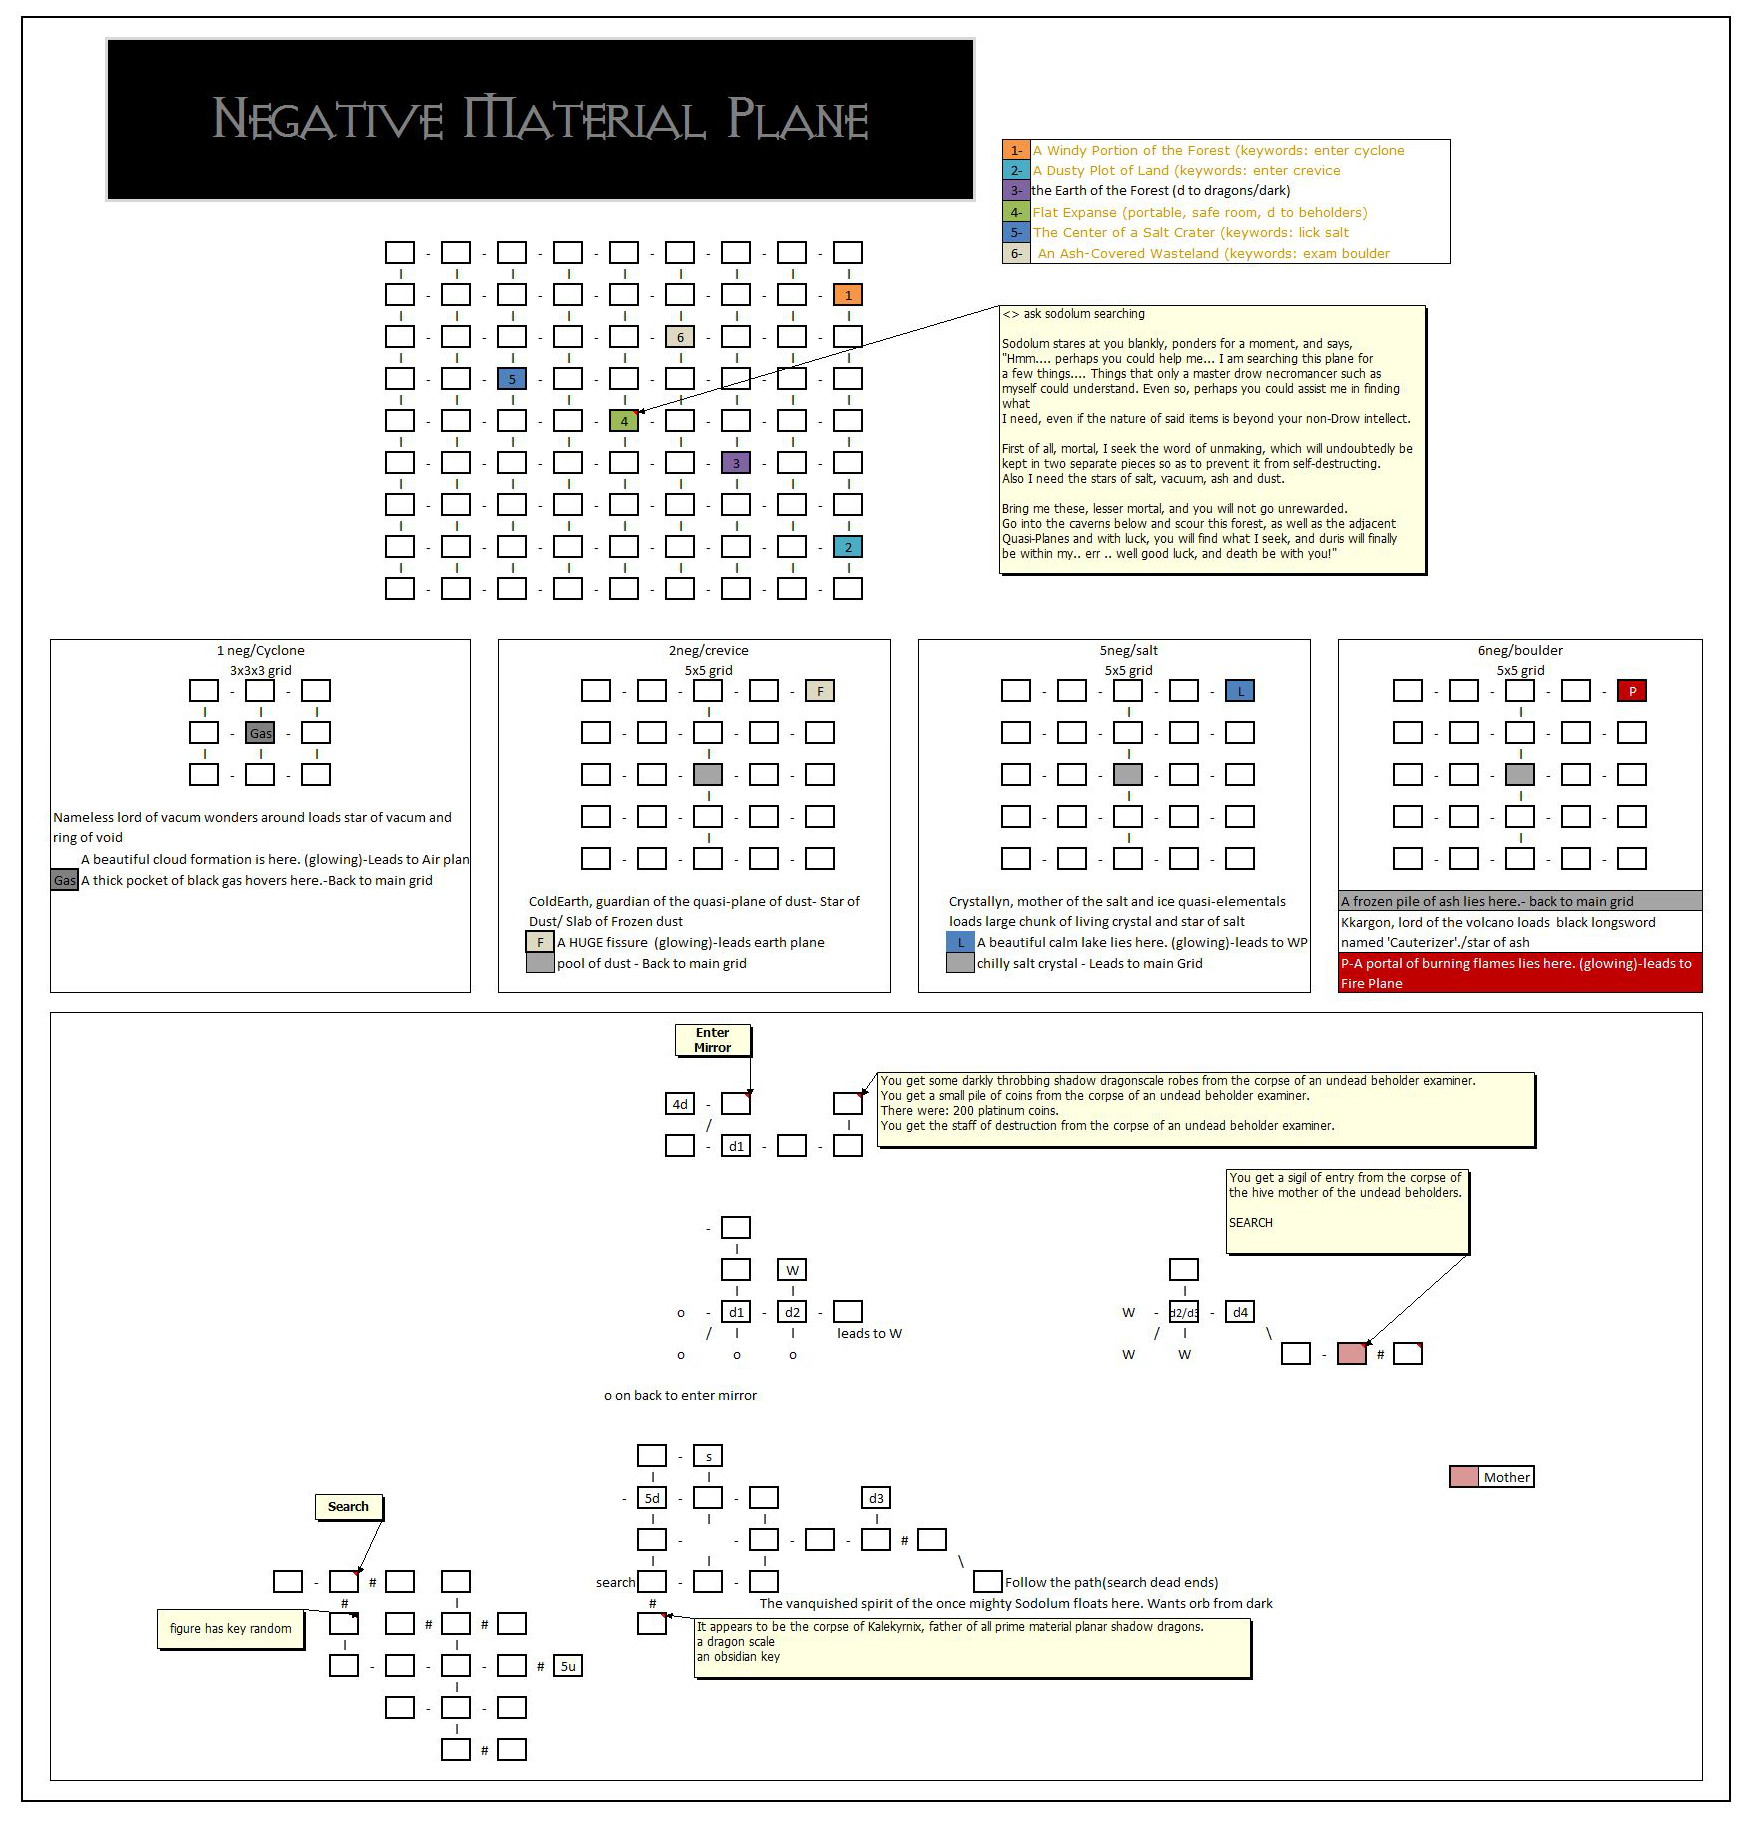 Negative Material Plane
1- A Windy Portion of the Forest (keywords: enter cyclone
2- A Dusty Plot of Land (keywords: enter crevice
3- the Earth of the Forest (d to dragons/dark)
4- Flat Expanse (portable, safe room, d to beholders)
5- The Center of a Salt Crater (keywords: lick salt
6- An Ash-Covered Wasteland (keywords: exam boulder
1
6
5
4
3
2
<> ask sodolum searching
Sodolum stares at you blankly, ponders for a moment, and says,
"Hmm.... perhaps you could help me... I am searching this plane for
a few things.... Things that only a master drow necromancer such as
myself could understand. Even so, perhaps you could assist me in finding
what
I need, even if the nature of said items is beyond your non-Drow intellect.
First of all, mortal, I seek the word of unmaking, which will undoubtedly be
kept in two separate pieces so as to prevent it from self-destructing.
Also I need the stars of salt, vacuum, ash and dust.
Bring me these, lesser mortal, and you will not go unrewarded.
Go into the caverns below and scour this forest, as well as the adjacent
Quasi-Planes and with luck, you will find what I seek, and duris will finally
be within my.. err .. well good luck, and death be with you!"
1 neg/Cyclone
3x3x3 grid
Gas
Nameless lord of vacum wonders around loads star of vacum and
ring of void
A beautiful cloud formation is here. (glowing)-Leads to Air plan
Gas A thick pocket of black gas hovers here.-Back to main grid
2neg/crevice
5x5 grid
F
ColdEarth, guardian of the quasi-plane of dust- Star of
Dust/ Slab of Frozen dust
F A HUGE fissure (glowing)-leads earth plane
pool of dust - Back to main grid
5neg/salt
5x5 grid
L
Crystallyn, mother of the salt and ice quasi-elementals
loads large chunk of living crystal and star of salt
L A beautiful calm lake lies here. (glowing)-leads to WP
chilly salt crystal - Leads to main Grid
6neg/boulder
5x5 grid
P
A frozen pile of ash lies here.- back to main grid
Kkargon, lord of the volcano loads black longsword
named 'Cauterizer'./star of ash
P-A portal of burning flames lies here. (glowing)-leads to
Fire Plane
Enter
Mirror
4d
d1
You get some darkly throbbing shadow dragonscale robes from the corpse of an undead beholder examiner.
You get a small pile of coins from the corpse of an undead beholder examiner.
There were: 200 platinum coins.
You get the staff of destruction from the corpse of an undead beholder examiner.
You get a sigil of entry from the corpse of
the hive mother of the undead beholders.
SEARCH
W
o - d1 - d2 -
leads to W
o o o
o on back to enter mirror
W - d2/d3 - d4
W W
#
Mother
s
5d
d3
#
search
Follow the path(search dead ends)
The vanquished spirit of the once mighty Sodolum floats here. Wants orb from dark
#
It appears to be the corpse of Kalekyrnix, father of all prime material planar shadow dragons.
a dragon scale
an obsidian key
Search
#
#
figure has key random
# #
# 5u
#